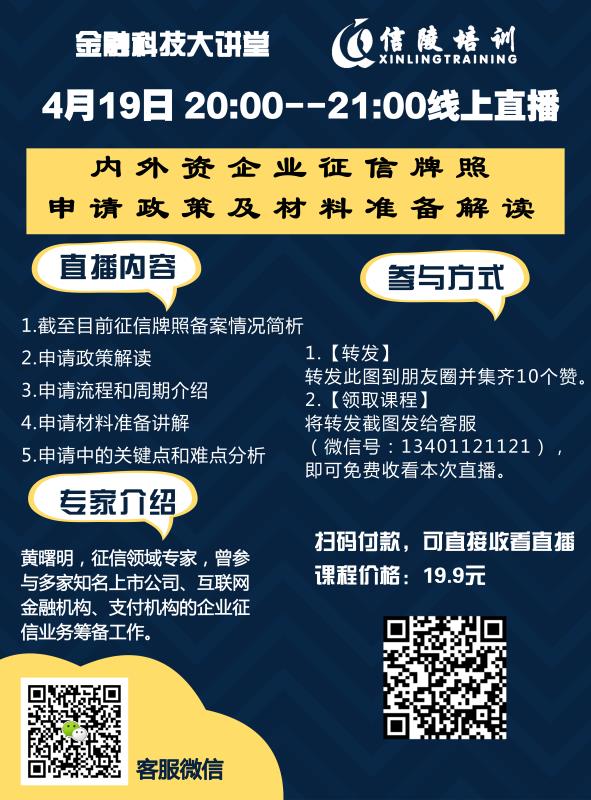 金融科技大讲堂
信陵培训
XINLINGTRAINING
4月19日 20:00--21:00线上直播
内外资企业征信牌照
申请政策及材料准备解读
直播内容
1.截至目前征信牌照备案情况简析
2.申请政策解读
3.申请流程和周期介绍
4.申请材料准备讲解
5.申请中的关键点和难点分析
参与方式
1.【转发】
转发此图到朋友圈并集齐10个赞。
2.【领取课程】
将转发截图发给客服
（微信号：13401121121），
即可免费收看本次直播。
专家介绍
黄曙明，征信领域专家，曾参
与多家知名上市公司、互联网
金融机构、支付机构的企业征
信业务筹备工作。
扫码付款，可直接收看直播
课程价格：19.9元
客服微信